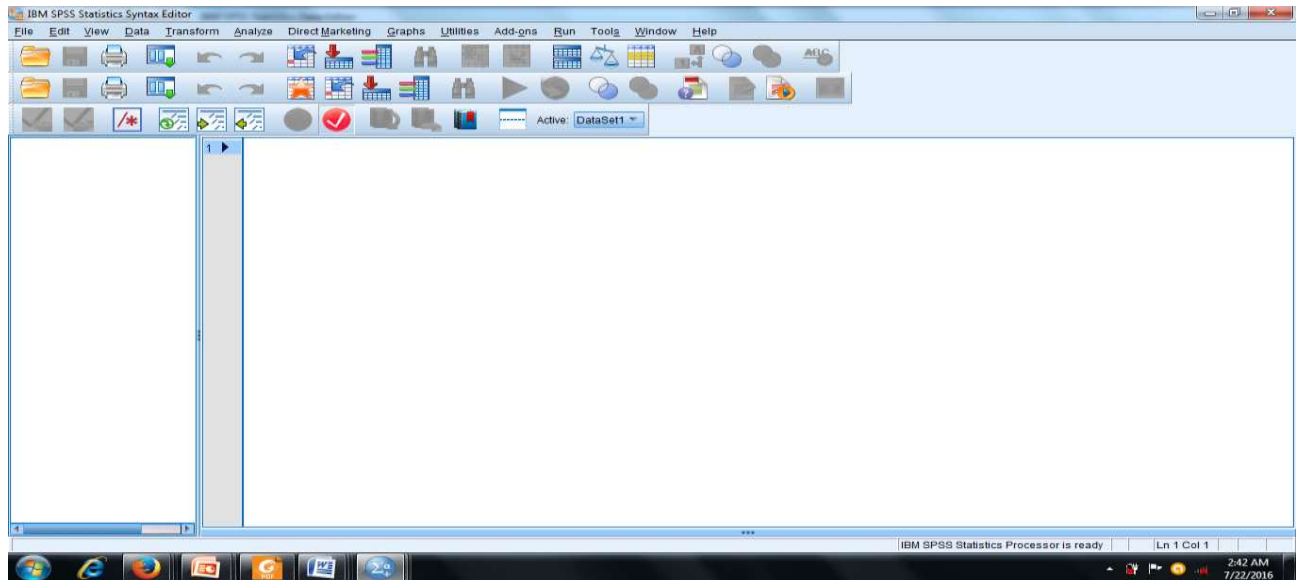 IBM SPSS Statistics Syntax Editor
File Edit View Data Transform Analyze Direct Marketing Graphs Utilities Add-ons Run Tools Window Help
Active: DataSet1
1
IBM SPSS Statistics Processor is ready Ln 1 Col 1
2:42 AM
7/22/2016